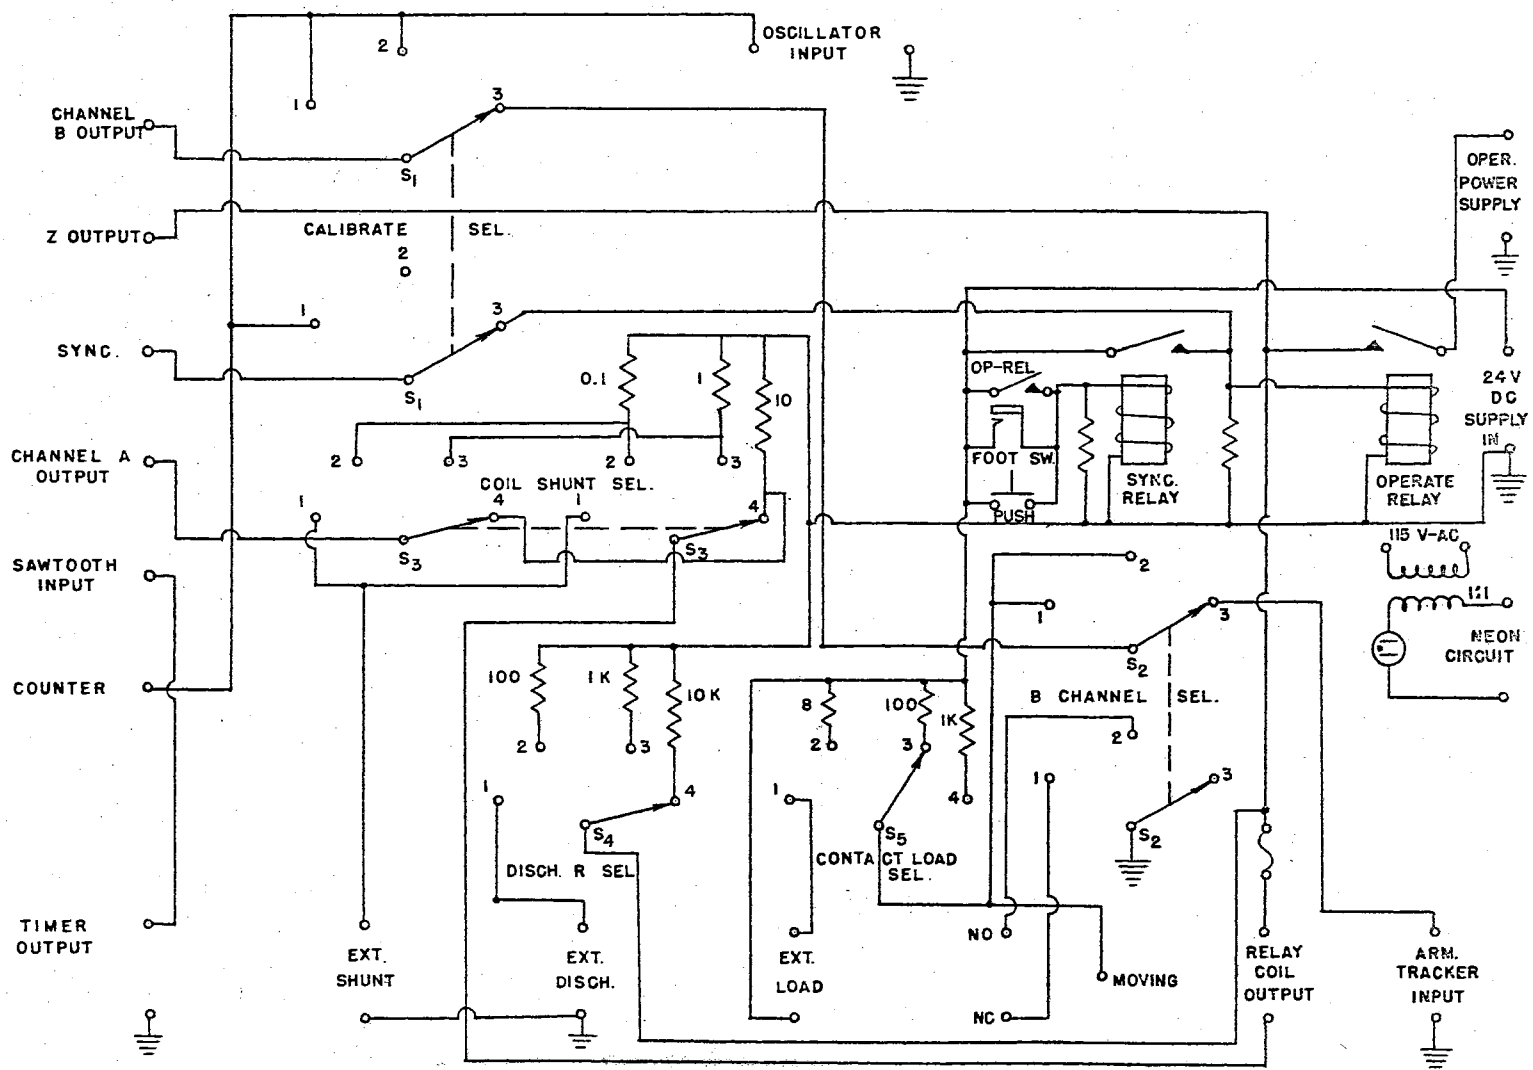 OSCILLATOR
INPUT
2
1
3
CHANNEL
B OUTPUT
S1
OPER.
POWER
SUPPLY
Z OUTPUT
CALIBRATE SEL.
2
1
3
SYNC.
S1
0.1
1
10
OP-REL
24 V
DC
SUPPLY
IN
CHANNEL A
OUTPUT
2
3
2
3
FOOT SW.
COIL SHUNT SEL.
SYNC.
RELAY
OPERATE
RELAY
1
4
1
4
PUSH
S3
S3
115 V-AC
2
SAWTOOTH
INPUT
1
3
1:1
S2
NEON
CIRCUIT
COUNTER
100
1K
10K
8
100
1K
B CHANNEL SEL.
2
3
2
3
2
1
4
1
4
1
3
S4
S5
S2
DISCH. R SEL
CONTACT LOAD
SEL.
TIMER
OUTPUT
EXT.
SHUNT
EXT.
DISCH.
EXT.
LOAD
NO
MOVING
NC
RELAY
COIL
OUTPUT
ARM.
TRACKER
INPUT